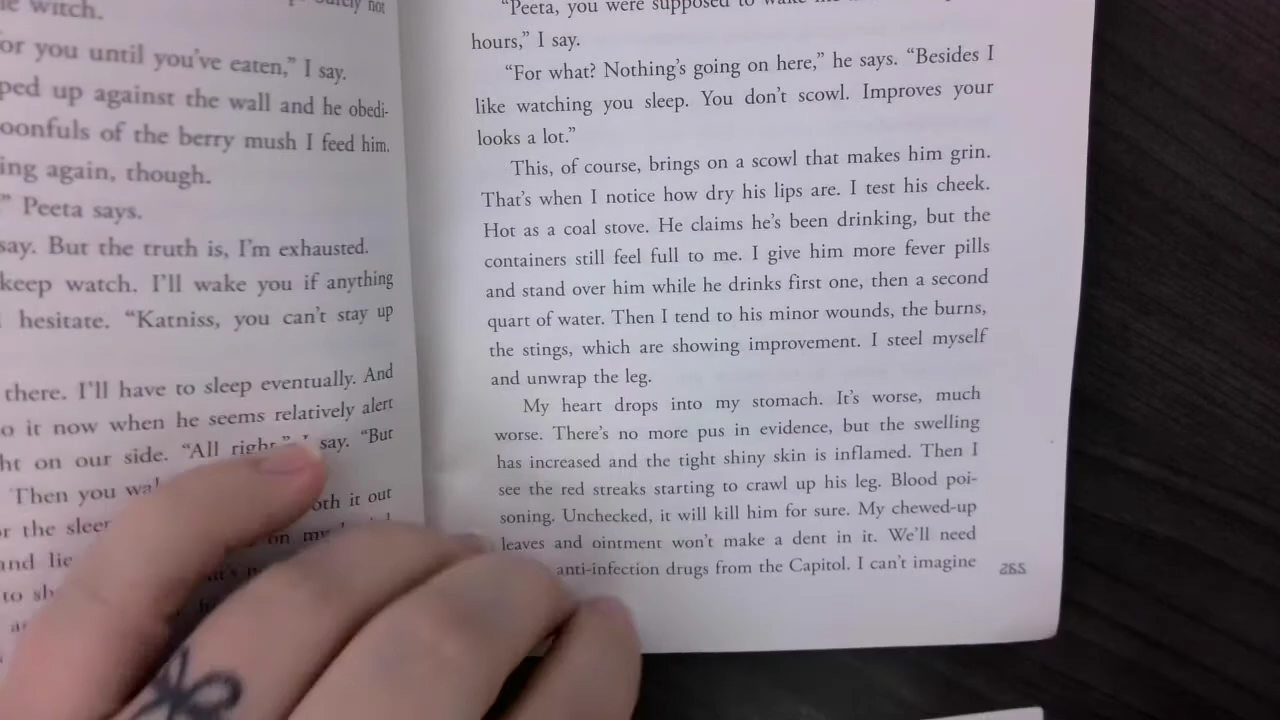 witch.
for you until you've eaten," I say.
up against the wall and he obedi-
of the berry mush I feed him.
again, though.
" Peeta says.
say. But the truth is, I'm exhausted.
keep watch. I'll wake you if anything
hesitate. "Katniss, you can't stay up
there. I'll have to sleep eventually. And
it now when he seems relatively alert
on our side. "All right," I say. "But
Then you
it out
the
on my
and
to
"Peeta, you were supposed to
hours," I say.
"For what? Nothing's going on here," he says. "Besides I
like watching you sleep. You don't scowl. Improves your
looks a lot."
This, of course, brings on a scowl that makes him grin.
That's when I notice how dry his lips are. I test his cheek.
Hot as a coal stove. He claims he's been drinking, but the
containers still feel full to me. I give him more fever pills
and stand over him while he drinks first one, then a second
quart of water. Then I tend to his minor wounds, the burns,
the stings, which are showing improvement. I steel myself
and unwrap the leg.
My heart drops into my stomach. It's worse, much
worse. There's no more pus in evidence, but the swelling
has increased and the tight shiny skin is inflamed. Then I
see the red streaks starting to crawl up his leg. Blood poi-
soning. Unchecked, it will kill him for sure. My chewed-up
leaves and ointment won't make a dent in it. We'll need
anti-infection drugs from the Capitol. I can't imagine
265